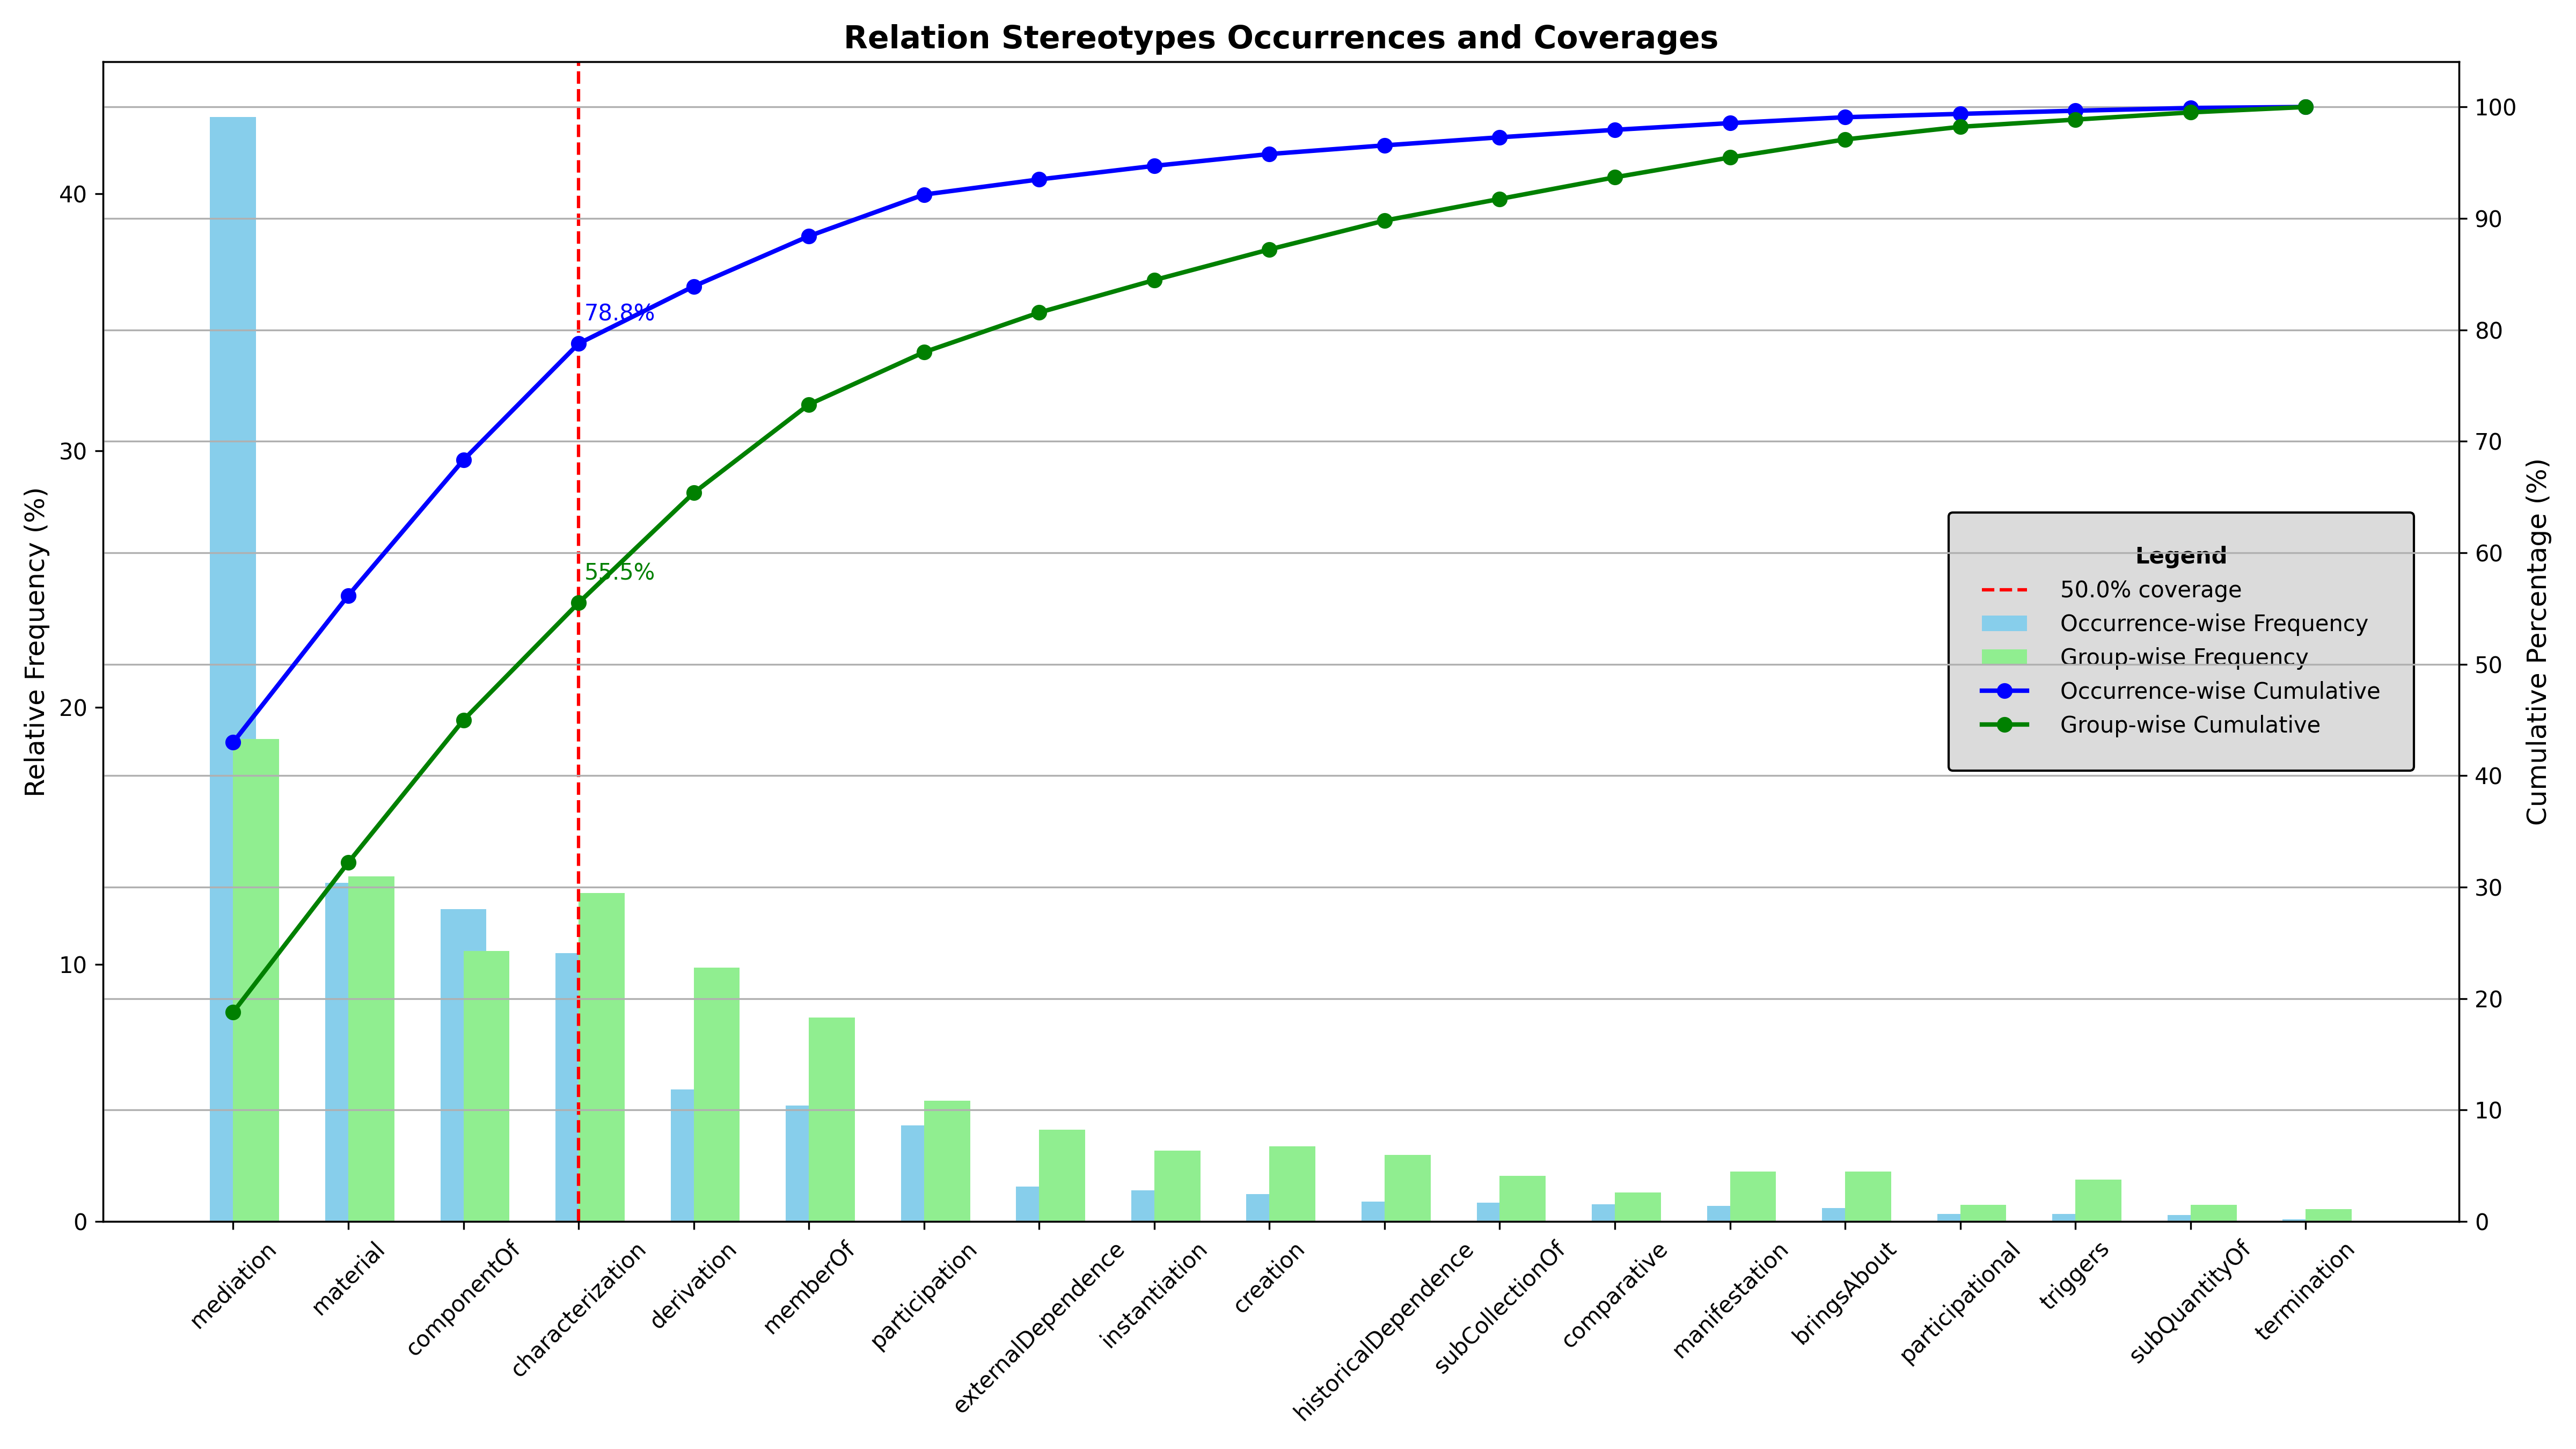 Relation Stereotypes Occurrences and Coverages
Relative Frequency (%)
40
30
20
10
0
78.8%
55.5%
Legend
50.0% coverage
Occurrence-wise Frequency
Group-wise Frequency
Occurrence-wise Cumulative
Group-wise Cumulative
100
90
80
70
60
50
40
30
20
10
0
Cumulative Percentage (%)
mediation
material
componentOf
characterization
derivation
memberOf
participation
externalDependence
instantiation
creation
historicalDependence
subCollectionOf
comparative
manifestation
bringsAbout
participational
triggers
subQuantityOf
termination